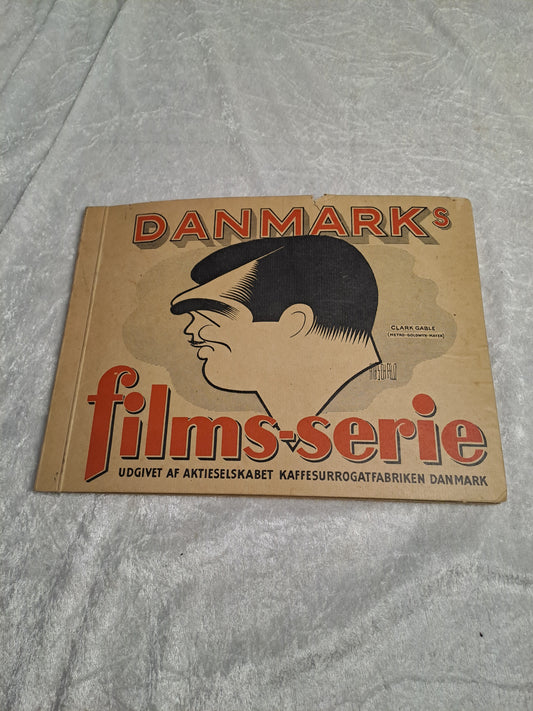 DANMARKS
CLARK GABLE
(METRO-GOLDWYN-MAYER)
films-serie
UDGIVET AF AKTIESELSKABET KAFFESURROGATFABRIKEN DANMARK